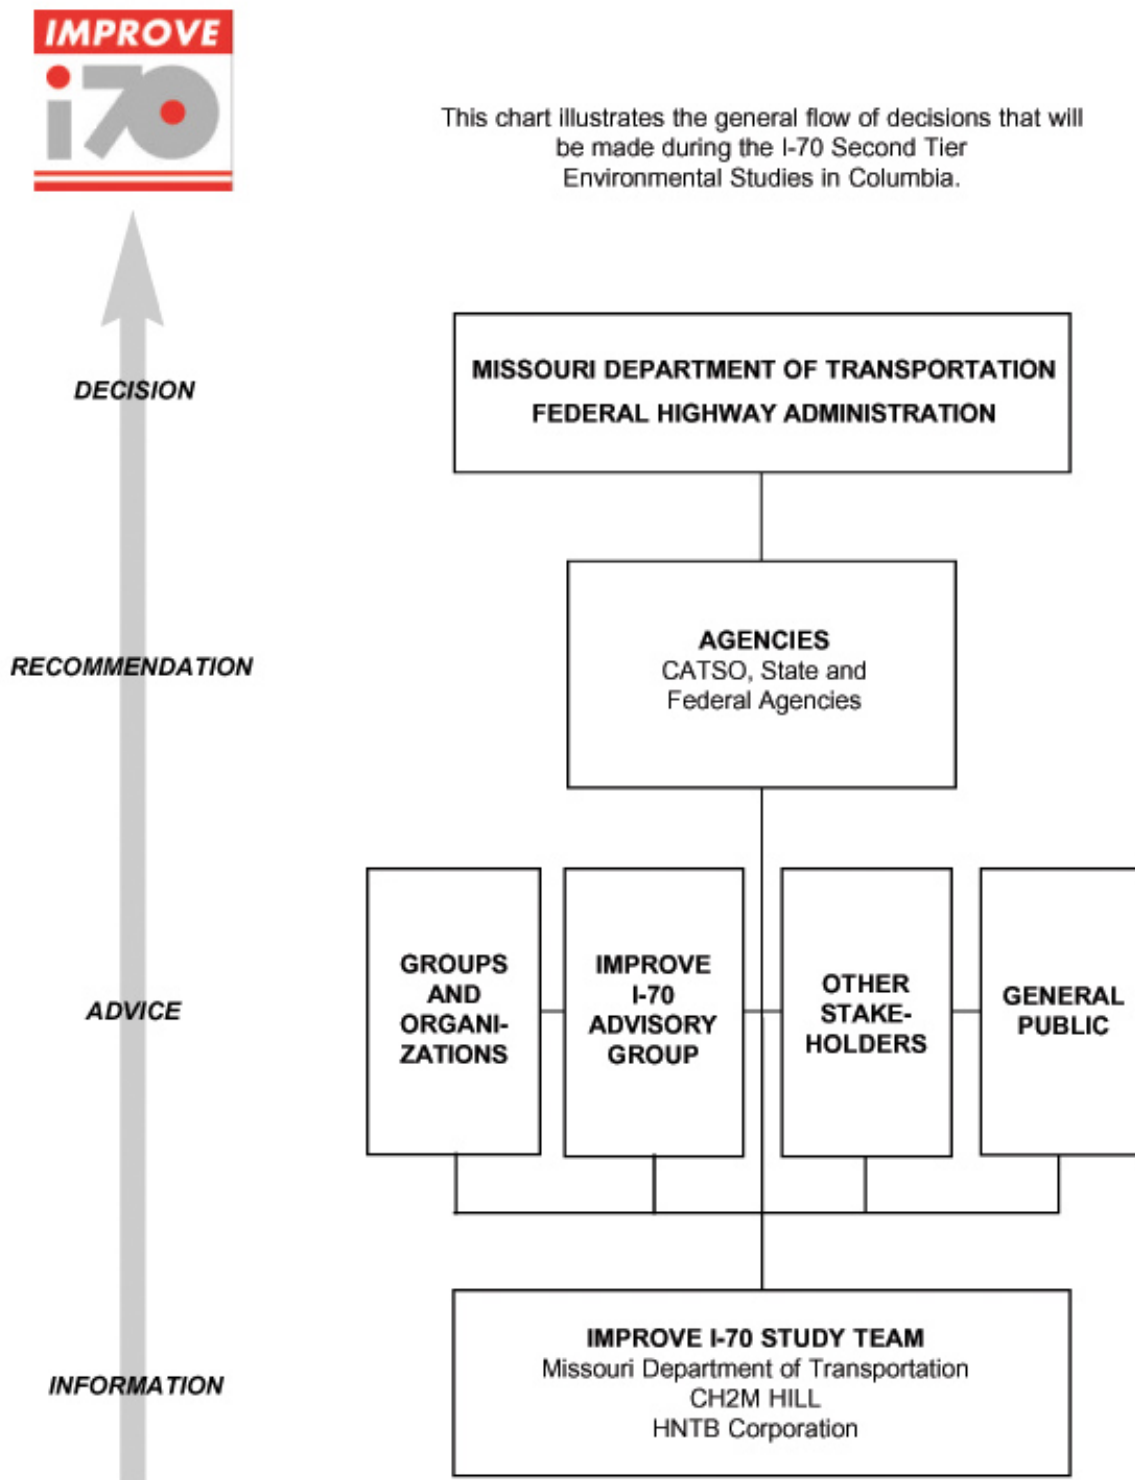 IMPROVE
i70
This chart illustrates the general flow of decisions that will
be made during the I-70 Second Tier
Environmental Studies in Columbia.
DECISION
MISSOURI DEPARTMENT OF TRANSPORTATION
FEDERAL HIGHWAY ADMINISTRATION
RECOMMENDATION
AGENCIES
CATSO, State and
Federal Agencies
ADVICE
GROUPS
AND
ORGANI-
ZATIONS
IMPROVE
I-70
ADVISORY
GROUP
OTHER
STAKE-
HOLDERS
GENERAL
PUBLIC
INFORMATION
IMPROVE I-70 STUDY TEAM
Missouri Department of Transportation
CH2M HILL
HNTB Corporation